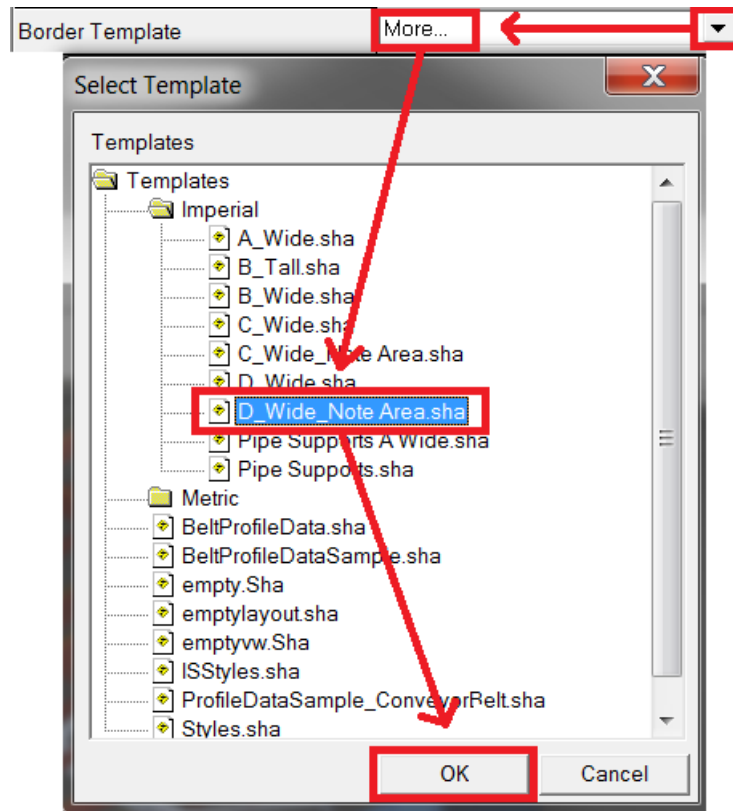 Border Template More...
Select Template
Templates
Templates
Imperial
A_Wide.sha
B_Tall.sha
B_Wide.sha
C_Wide.sha
C_Wide_Note Area.sha
D_Wide.sha
D_Wide_Note Area.sha
Pipe Supports A Wide.sha
Pipe Supports.sha
Metric
BeltProfileData.sha
BeltProfileDataSample.sha
empty.Sha
emptylayout.sha
emptyvw.Sha
ISStyles.sha
ProfileDataSample_ConveyorBelt.sha
Styles.sha
OK Cancel